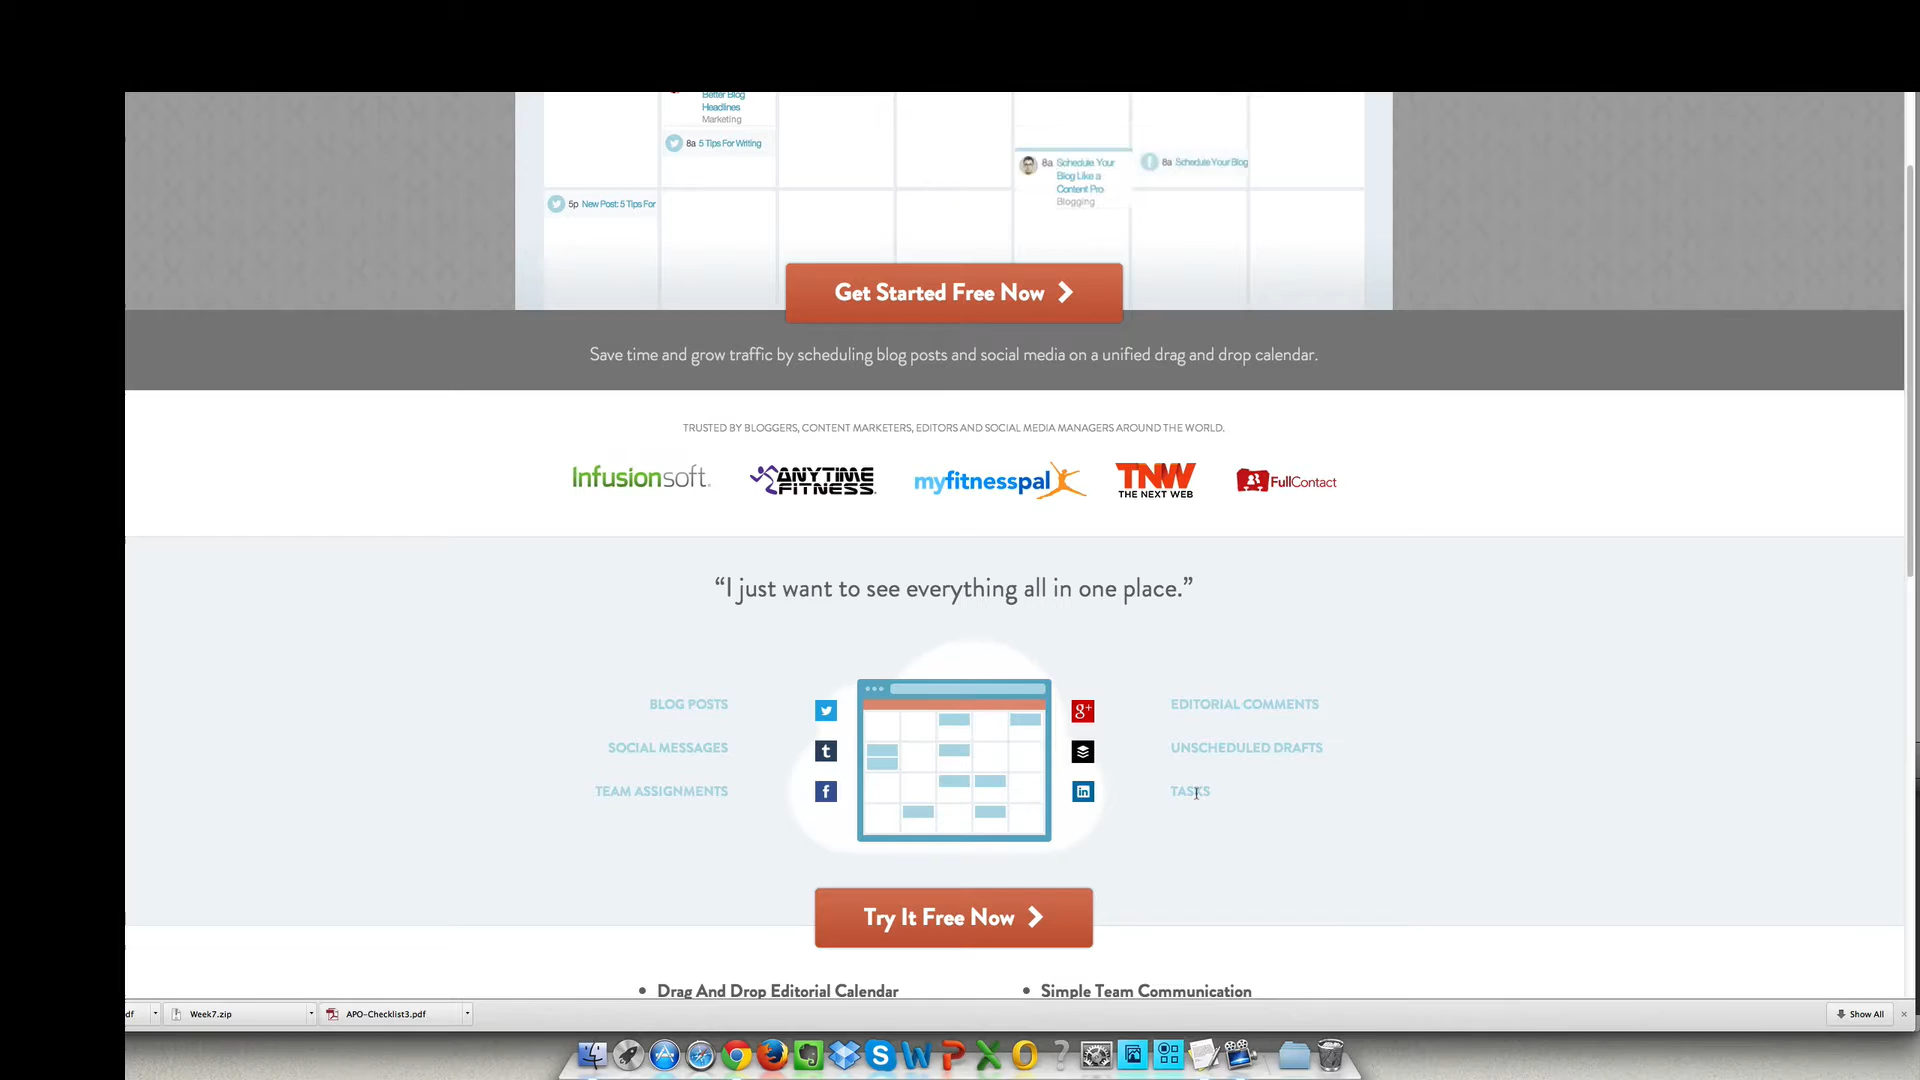 Better Blog
Headlines
Marketing
8a 5 Tips For Writing
8a Schedule Your
Blog Like a
Content Pro
Blogging
8a Schedule Your Blog
5p New Post: 5 Tips For
Get Started Free Now
Save time and grow traffic by scheduling blog posts and social media on a unified drag and drop calendar.
TRUSTED BY BLOGGERS, CONTENT MARKETERS, EDITORS AND SOCIAL MEDIA MANAGERS AROUND THE WORLD.
Infusionsoft.
ANYTIME
FITNESS.
myfitnesspal
TNW
THE NEXT WEB
FullContact
“I just want to see everything all in one place.”
BLOG POSTS
SOCIAL MESSAGES
TEAM ASSIGNMENTS
EDITORIAL COMMENTS
UNSCHEDULED DRAFTS
TASKS
Try It Free Now
• Drag And Drop Editorial Calendar
• Simple Team Communication
df
Week7.zip
APO-Checklist3.pdf
Show All